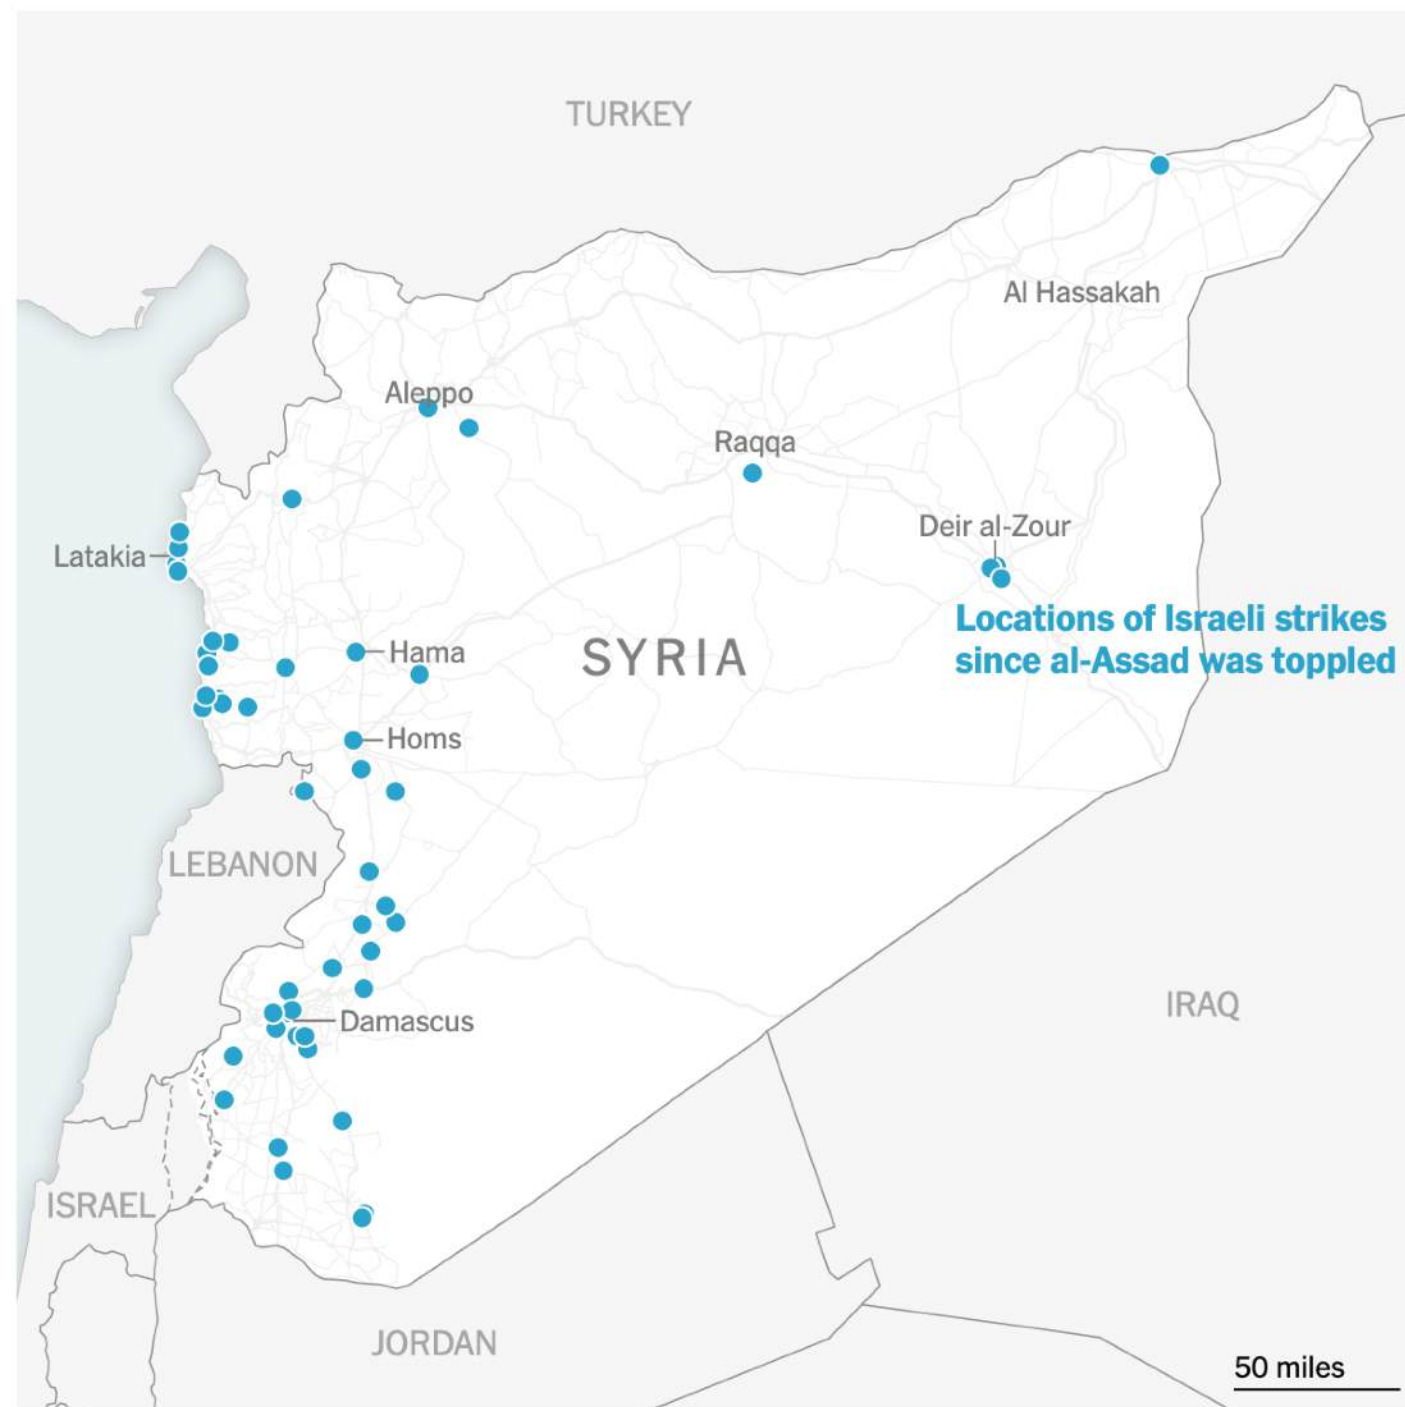 TURKEY
Al Hassakah
Aleppo
Raqqa
Deir al-Zour
Latakia
Locations of Israeli strikes
since al-Assad was toppled
SYRIA
Hama
Homs
LEBANON
IRAQ
Damascus
ISRAEL
JORDAN
50 miles